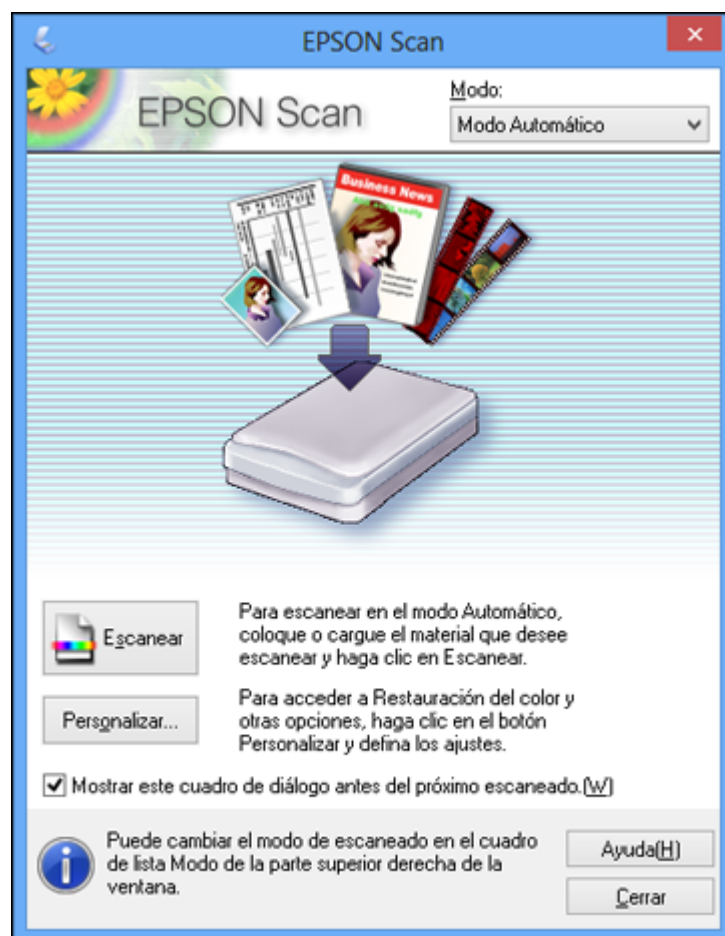 EPSON Scan
EPSON Scan
Modo:
Modo Automático
Business News
Escanear
Para escanear en el modo Automático,
coloque o cargue el material que desee
escanear y haga clic en Escanear.
Personalizar...
Para acceder a Restauración del color y
otras opciones, haga clic en el botón
Personalizar y defina los ajustes.
Mostrar este cuadro de diálogo antes del próximo escaneado.(W)
Puede cambiar el modo de escaneado en el cuadro
de lista Modo de la parte superior derecha de la
ventana.
Ayuda(H)
Cerrar